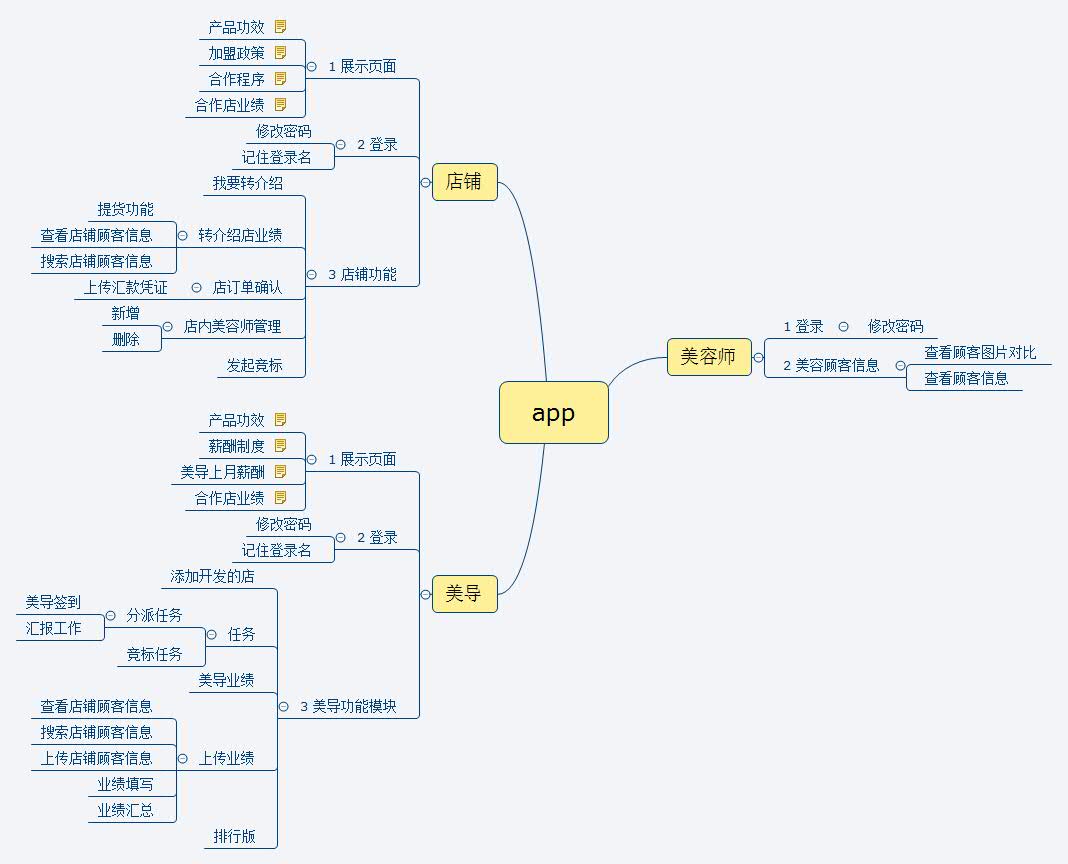 app
店铺
1 展示页面
产品功效
加盟政策
合作程序
合作店业绩
2 登录
修改密码
记住登录名
3 店铺功能
我要转介绍
转介绍店业绩
提货功能
查看店铺顾客信息
搜索店铺顾客信息
店订单确认
上传汇款凭证
店内美容师管理
新增
删除
发起竞标
美导
1 展示页面
产品功效
薪酬制度
美导上月薪酬
合作店业绩
2 登录
修改密码
记住登录名
3 美导功能模块
添加开发的店
任务
分派任务
美导签到
汇报工作
竞标任务
美导业绩
上传业绩
查看店铺顾客信息
搜索店铺顾客信息
上传店铺顾客信息
业绩填写
业绩汇总
排行版
美容师
1 登录
修改密码
2 美容顾客信息
查看顾客图片对比
查看顾客信息